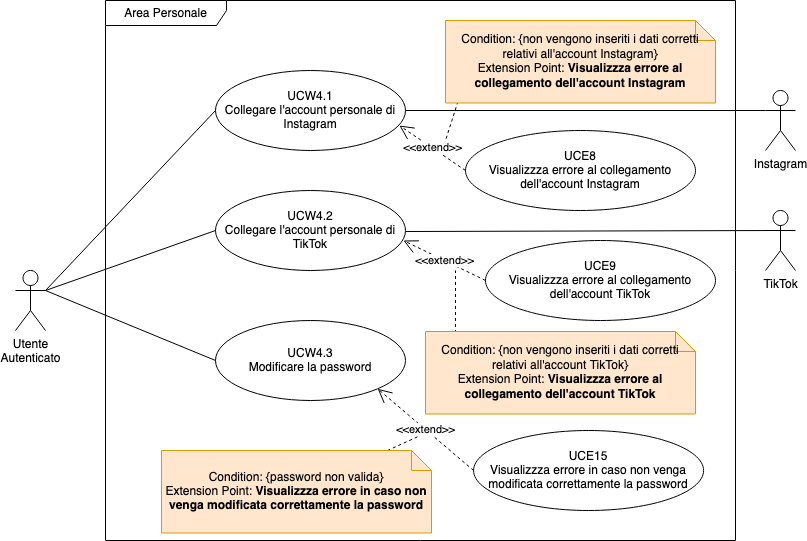 Area Personale
Condition: {non vengono inseriti i dati corretti
relativi all'account Instagram}
Extension Point: Visualizzza errore al
collegamento dell'account Instagram
UCW4.1
Collegare l'account personale di
Instagram
<<extend>>
UCE8
Visualizzza errore al collegamento
dell'account Instagram
Instagram
UCW4.2
Collegare l'account personale di
TikTok
<<extend>>
UCE9
Visualizzza errore al collegamento
dell'account TikTok
TikTok
Utente
Autenticato
UCW4.3
Modificare la password
Condition: {non vengono inseriti i dati corretti
relativi all'account TikTok}
Extension Point: Visualizzza errore al
collegamento dell'account TikTok
<<extend>>
UCE15
Visualizzza errore in caso non venga
modificata correttamente la password
Condition: {password non valida}
Extension Point: Visualizzza errore in caso non
venga modificata correttamente la password